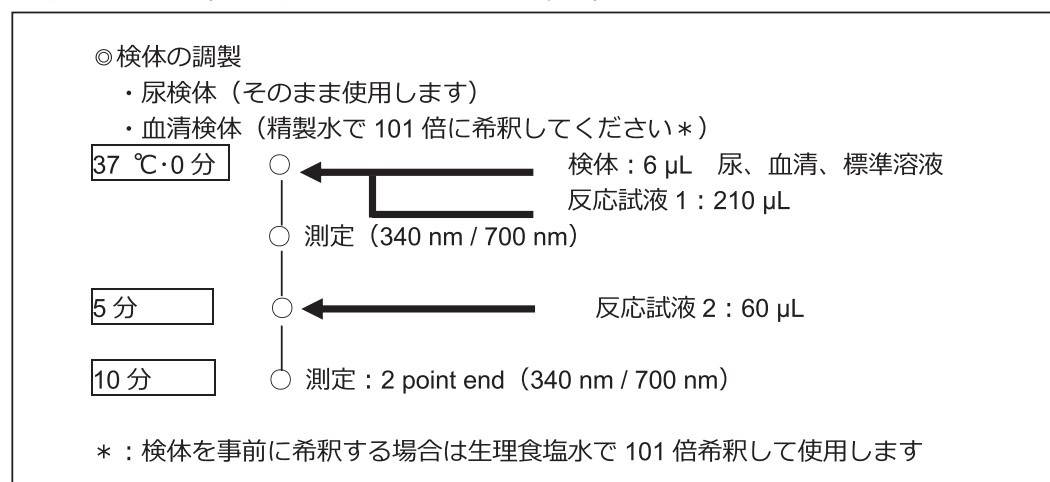 ◎検体の調製
・尿検体（そのまま使用します）
・血清検体（精製水で 101 倍に希釈してください＊）
37 ℃･0 分
検体：6 µL 尿、血清、標準溶液
反応試液 1：210 µL
測定（340 nm / 700 nm）
5 分
反応試液 2：60 µL
10 分
測定：2 point end（340 nm / 700 nm）
＊：検体を事前に希釈する場合は生理食塩水で 101 倍希釈して使用します